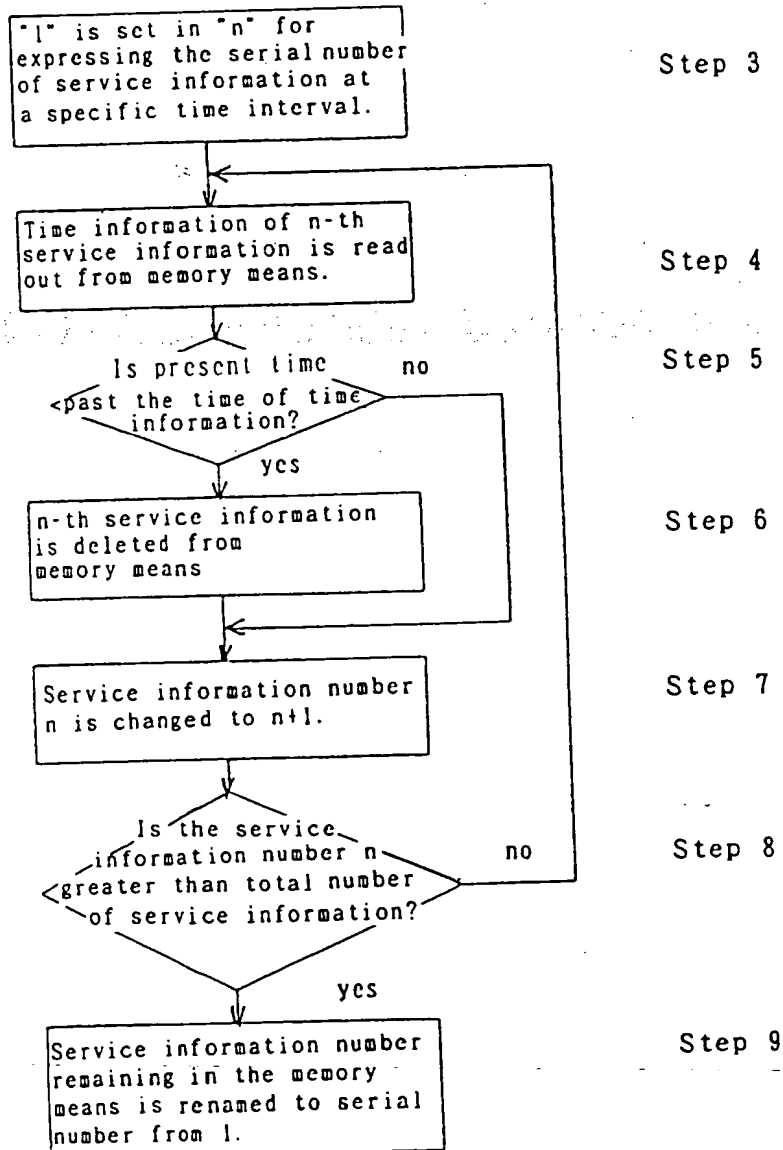 "1" is set in "n" for
expressing the serial number
of service information at
a specific time interval.
Step 3
Time information of n-th
service information is read
out from memory means.
Step 4
Is present time
past the time of time
information?
no
Step 5
yes
n-th service information
is deleted from
memory means
Step 6
Service information number
n is changed to n+1.
Step 7
Is the service
information number n
greater than total number
of service information?
no
Step 8
yes
Service information number
remaining in the memory
means is renamed to serial
number from 1.
Step 9